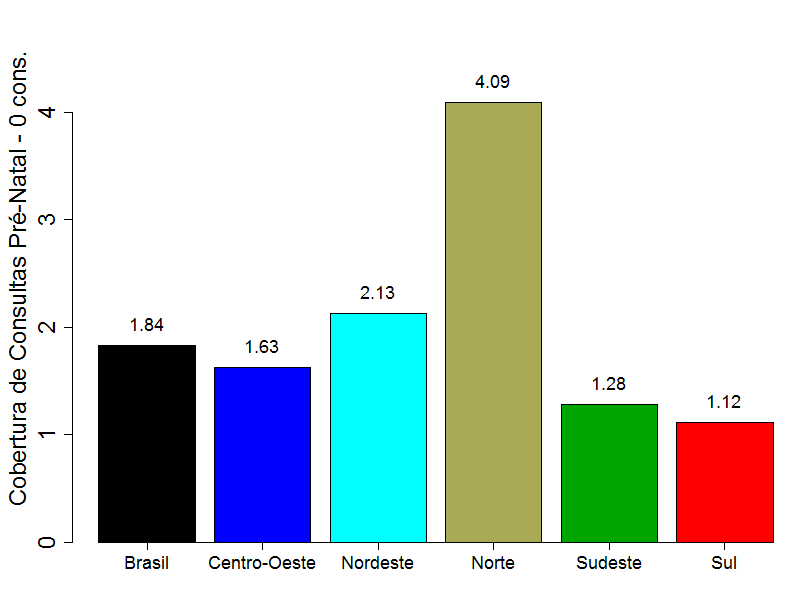 Cobertura de Consultas Pré-Natal - 0 cons.
4
3
2
1
0
1.84
1.63
2.13
4.09
1.28
1.12
Brasil
Centro-Oeste
Nordeste
Norte
Sudeste
Sul